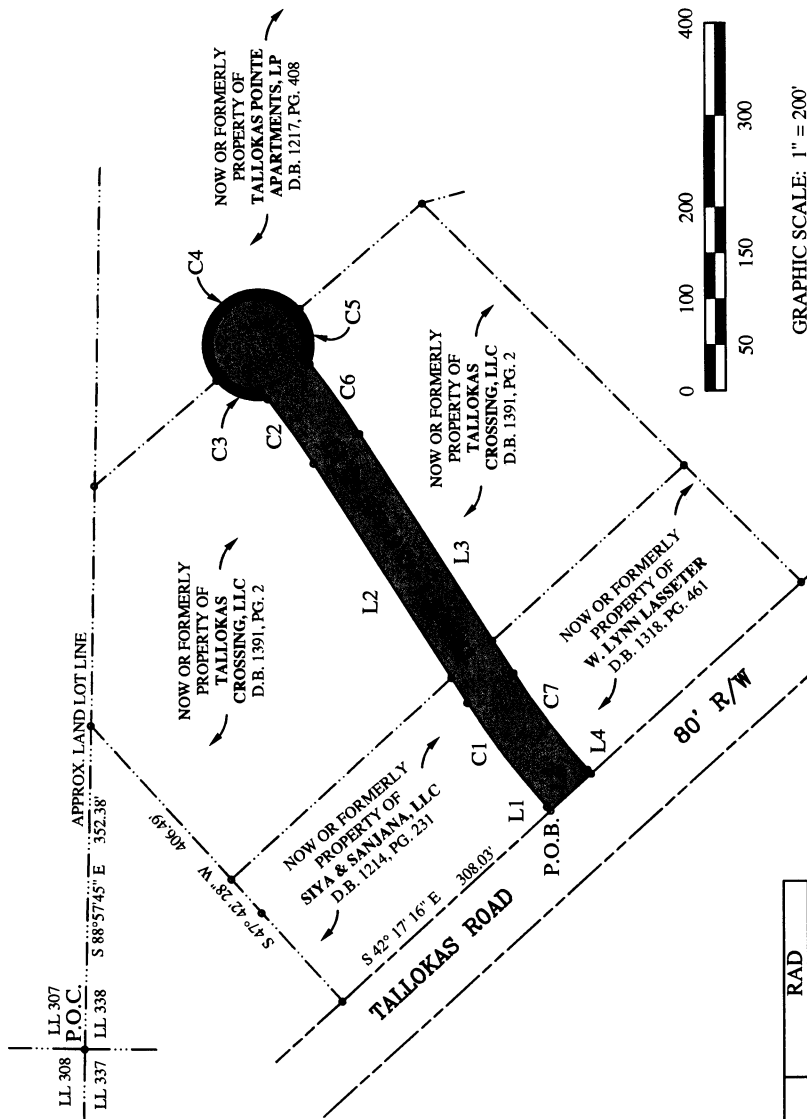 LL 308
LL 307
P.O.C.
LL 337
LL 338
S 88°57'45" E 352.38'
APPROX. LAND LOT LINE
S 47° 42' 28" W 406.49'
NOW OR FORMERLY
PROPERTY OF
TALLOKAS
CROSSING, LLC
D.B. 1391, PG. 2
NOW OR FORMERLY
PROPERTY OF
TALLOKAS POINTE
APARTMENTS, LP
D.B. 1217, PG. 408
C4
C3
C2
C5
C6
NOW OR FORMERLY
PROPERTY OF
SIYA & SANJANA, LLC
D.B. 1214, PG. 231
L2
L3
NOW OR FORMERLY
PROPERTY OF
TALLOKAS
CROSSING, LLC
D.B. 1391, PG. 2
C1
L1
P.O.B.
C7
L4
S 42° 17' 16" E 308.03'
TALLOKAS ROAD
80' R/W
NOW OR FORMERLY
PROPERTY OF
W. LYNN LASSETER
D.B. 1318, PG. 461
0 50 100 150 200 300 400
GRAPHIC SCALE: 1" = 200'
RAD